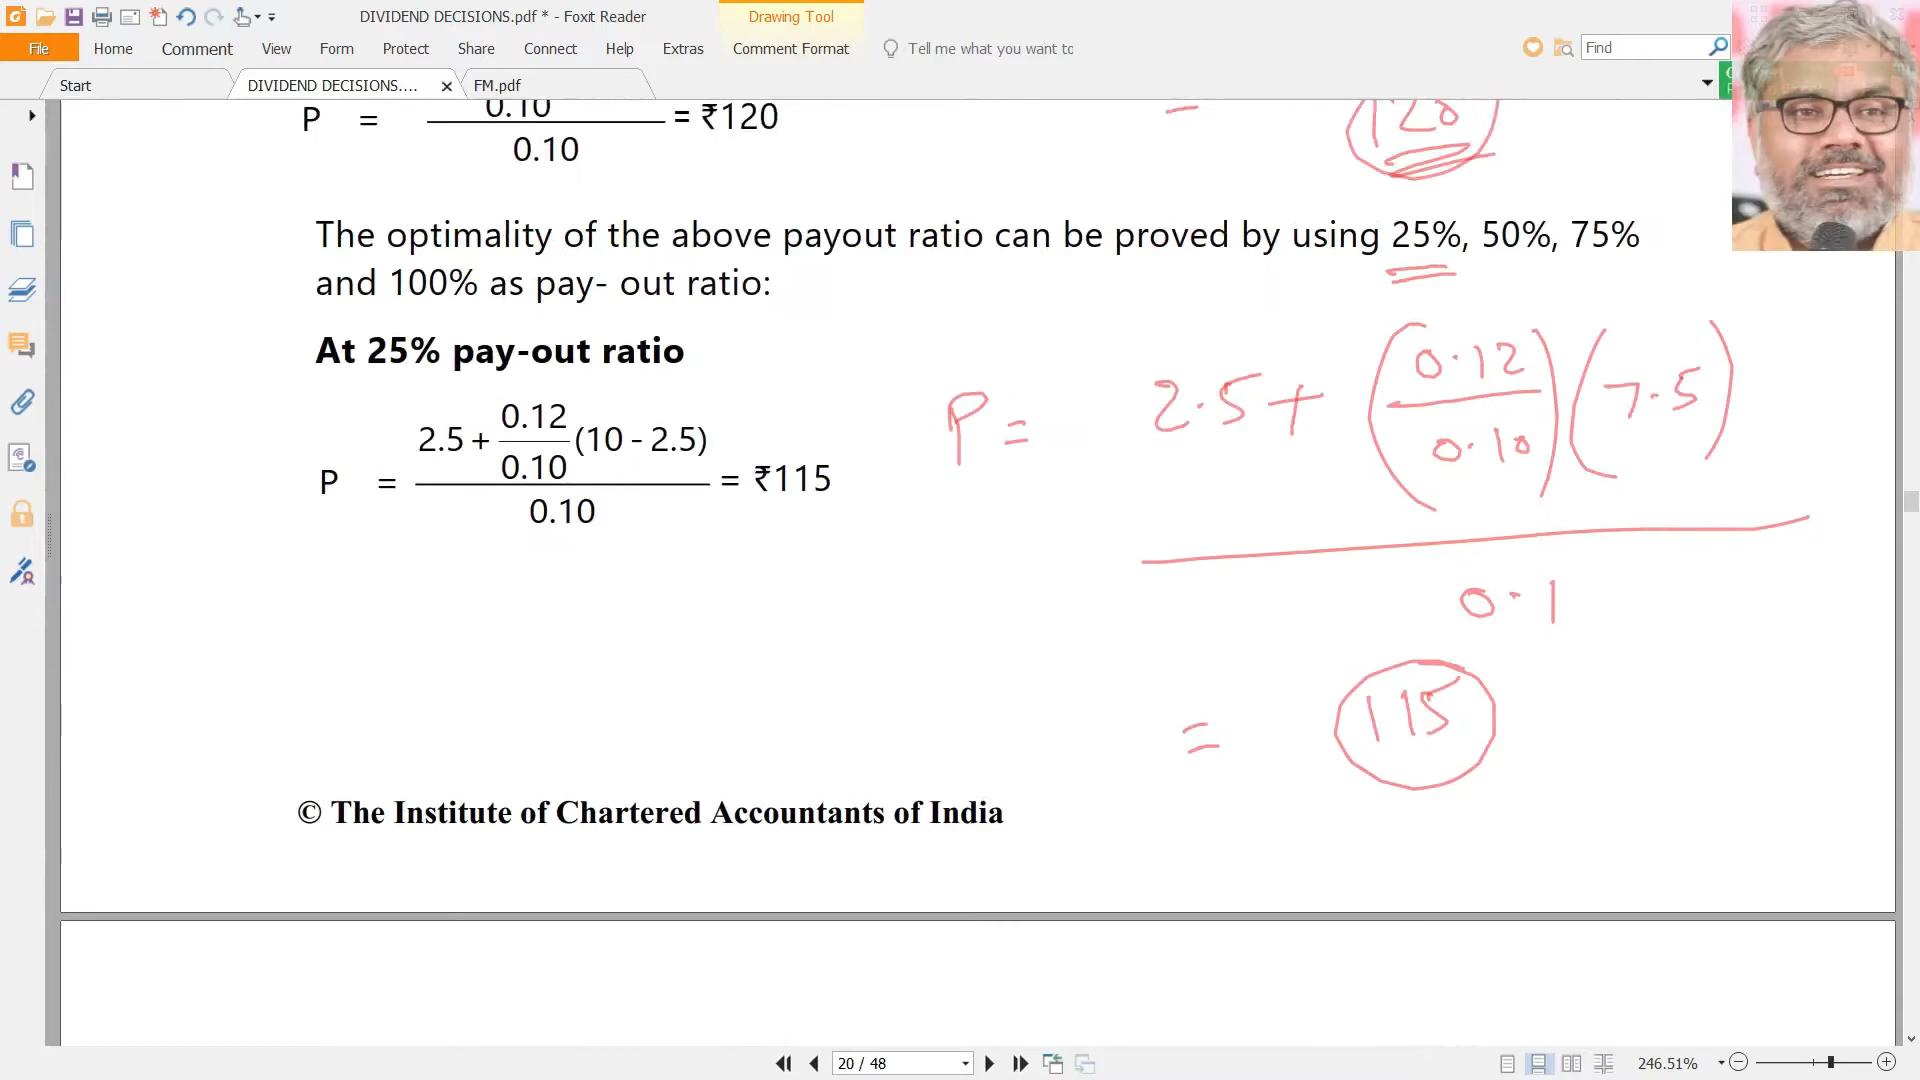 DIVIDEND DECISIONS.pdf * - Foxit Reader
Drawing Tool
File Home Comment View Form Protect Share Connect Help Extras Comment Format Tell me what you want to Find
Start DIVIDEND DECISIONS.... FM.pdf
P = 0.10 / 0.10 = ₹120
= 120
The optimality of the above payout ratio can be proved by using 25%, 50%, 75%
and 100% as pay- out ratio:
At 25% pay-out ratio
P = 2.5 + 0.12 / 0.10 (10 - 2.5) / 0.10 = ₹115
P = 2.5 + (0.12 / 0.10) (7.5) / 0.1
= 115
© The Institute of Chartered Accountants of India
20 / 48 246.51%